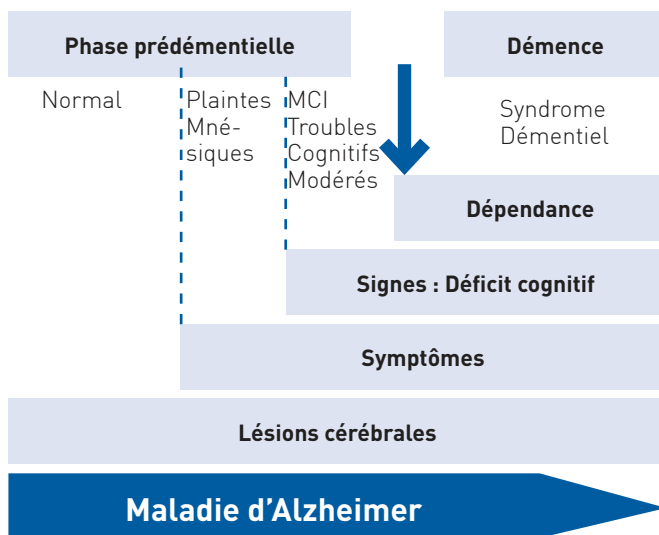 Phase prédémentielle
Démence
Normal
Plaintes
Mné-
siques
MCI
Troubles
Cognitifs
Modérés
Syndrome
Démentiel
Dépendance
Signes : Déficit cognitif
Symptômes
Lésions cérébrales
Maladie d'Alzheimer